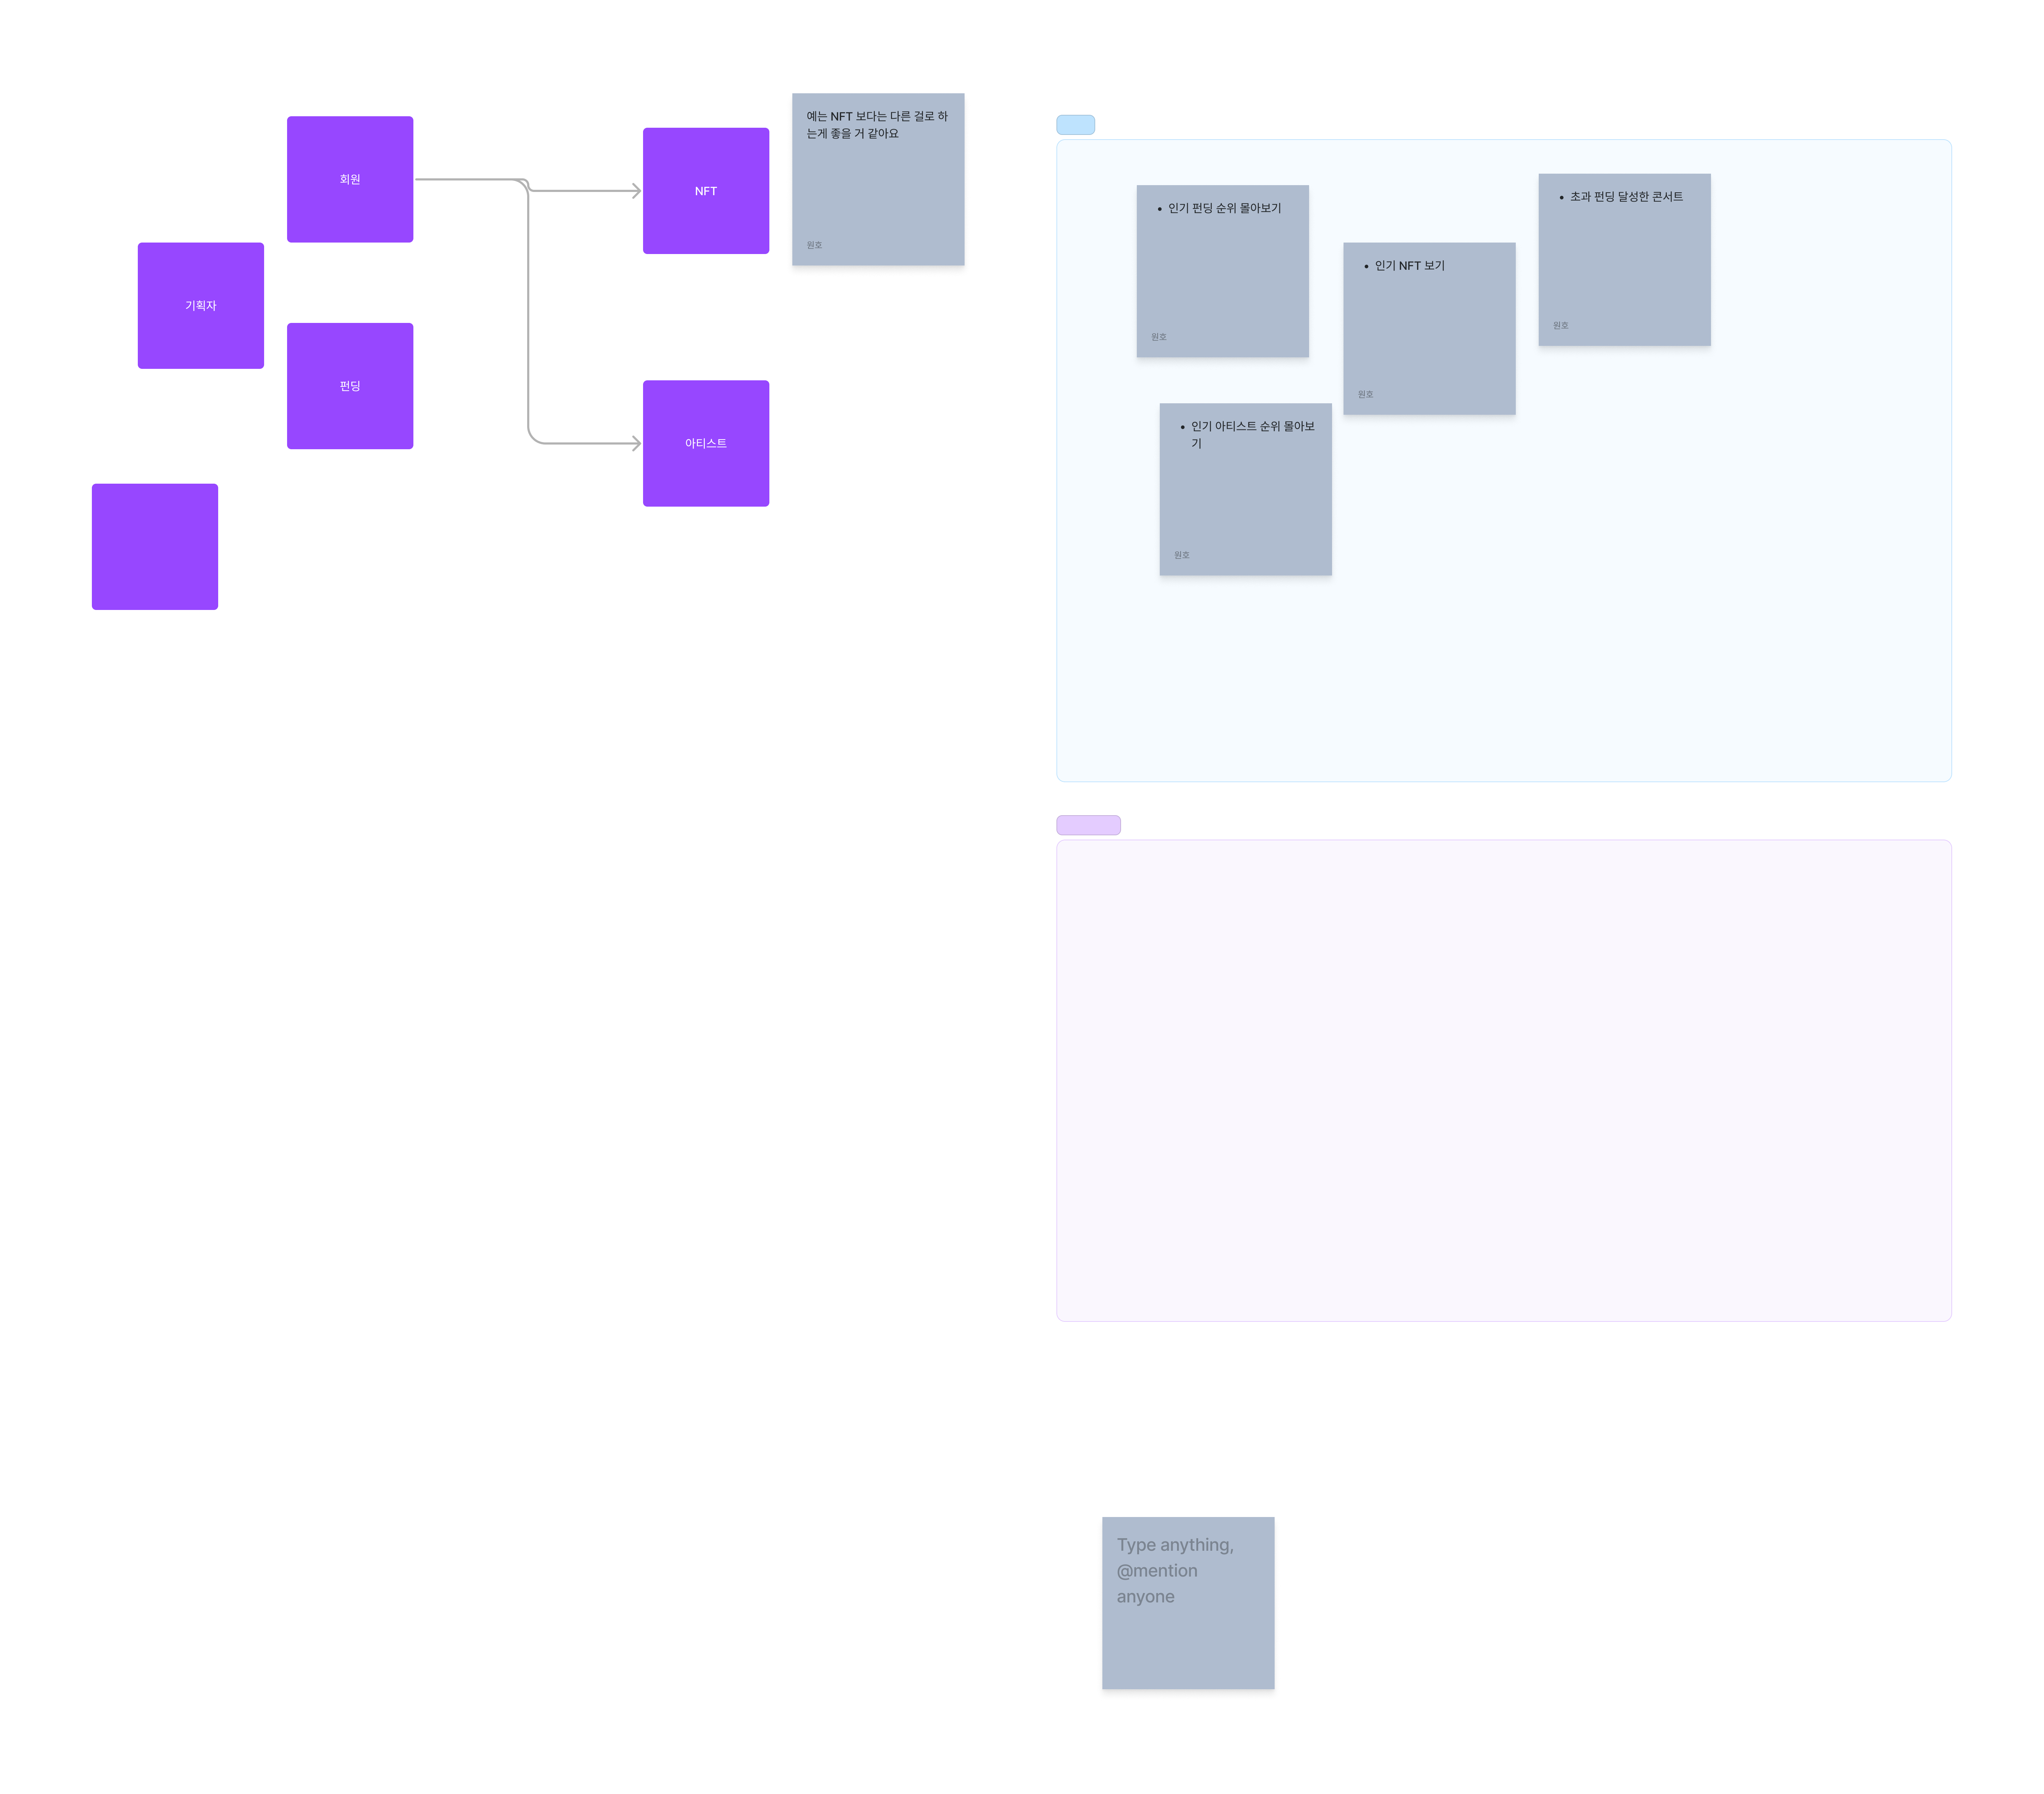 회원
기획자
펀딩
NFT
아티스트
예는 NFT 보다는 다른 걸로 하
는게 좋을 거 같아요
원호
인기 펀딩 순위 몰아보기
원호
인기 NFT 보기
원호
초과 펀딩 달성한 콘서트
원호
인기 아티스트 순위 몰아보
기
원호
Type anything,
@mention
anyone